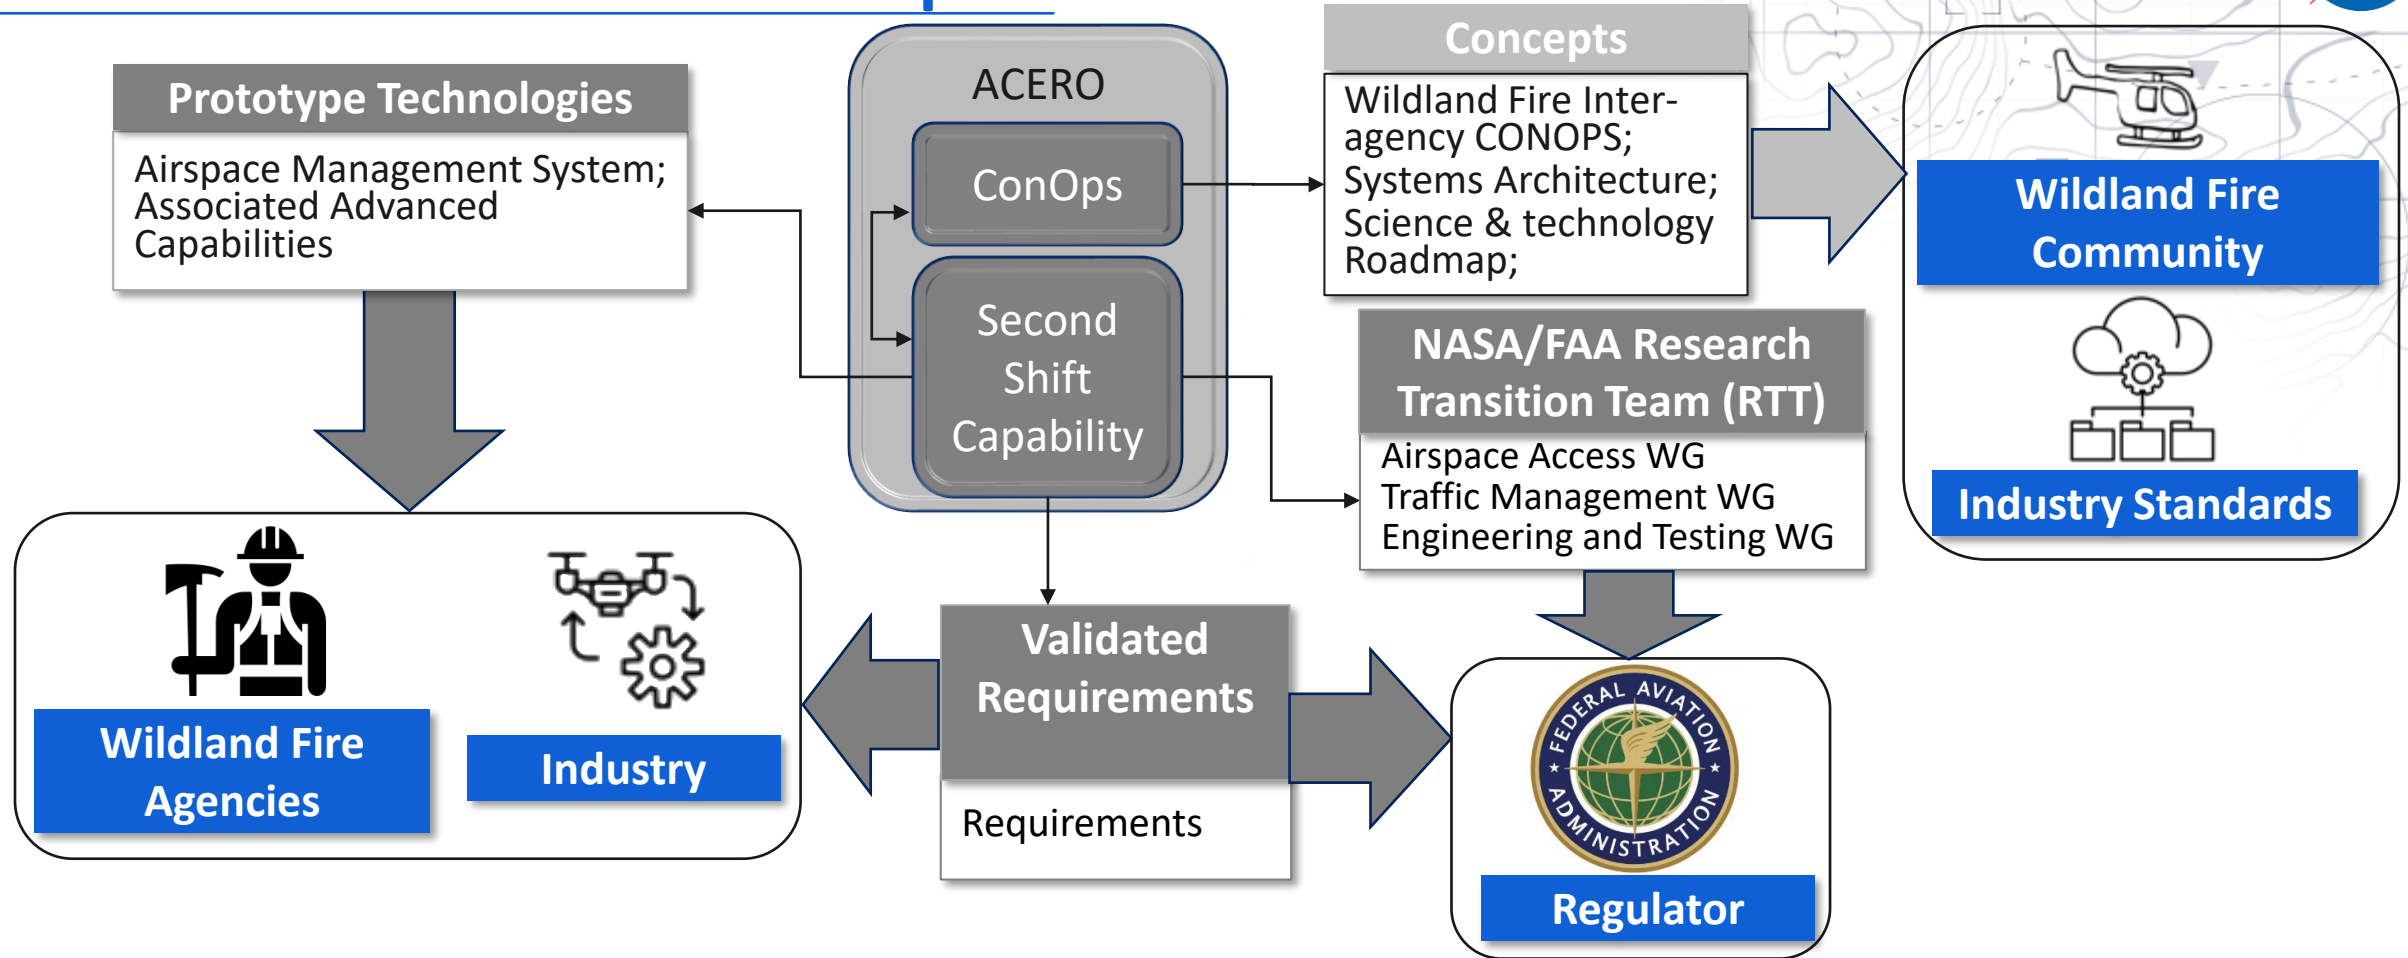 Prototype Technologies
Airspace Management System;
Associated Advanced
Capabilities
ACERO
ConOps
Second
Shift
Capability
Concepts
Wildland Fire Inter-
agency CONOPS;
Systems Architecture;
Science & technology
Roadmap;
Wildland Fire
Community
Industry Standards
NASA/FAA Research
Transition Team (RTT)
Airspace Access WG
Traffic Management WG
Engineering and Testing WG
Wildland Fire
Agencies
Industry
Validated
Requirements
Requirements
FEDERAL AVIATION
ADMINISTRATION
Regulator